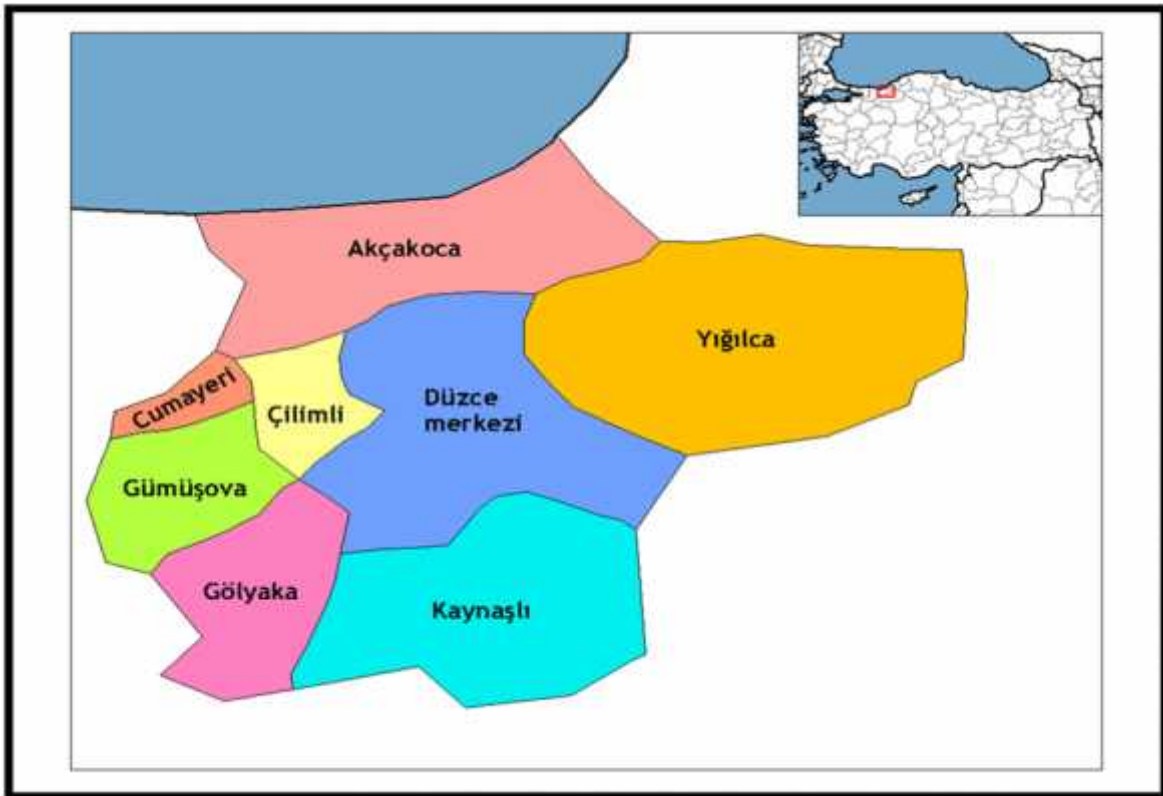 Akçakoca
Yığılca
Cumayeri
Çilimli
Düzce
merkezi
Gümüşova
Gölyaka
Kaynaşlı